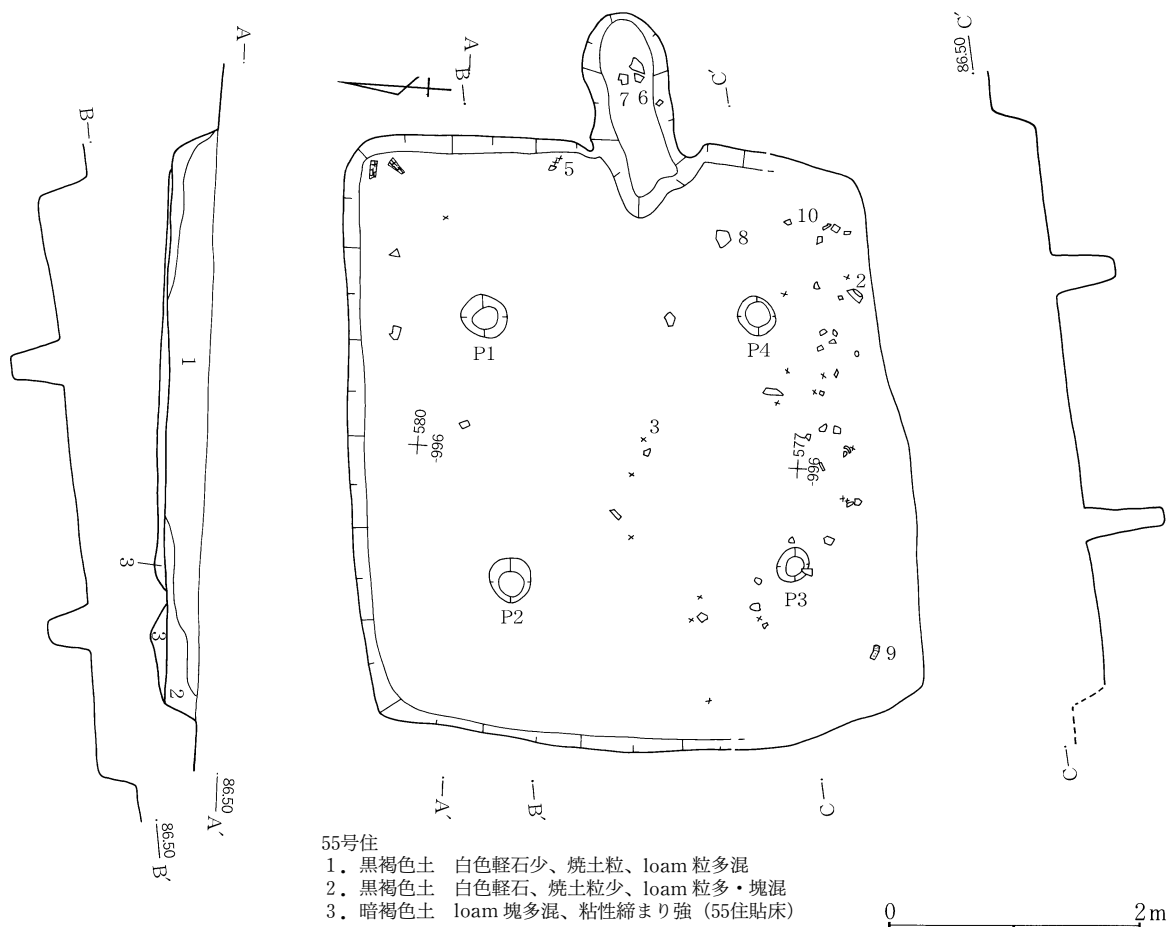 A
A
B
C′
86.50 C′
B
7 6
5
10
8
2
1
P1
P4
580
-996
3
577
-996
3
3
P2
P3
9
2
86.50
A′
86.50
B′
A′
B′
C
C
55号住
1．黒褐色土　白色軽石少、焼土粒、loam 粒多混
2．黒褐色土　白色軽石、焼土粒少、loam 粒多・塊混
3．暗褐色土　loam 塊多混、粘性締まり強（55住貼床）
0 2m